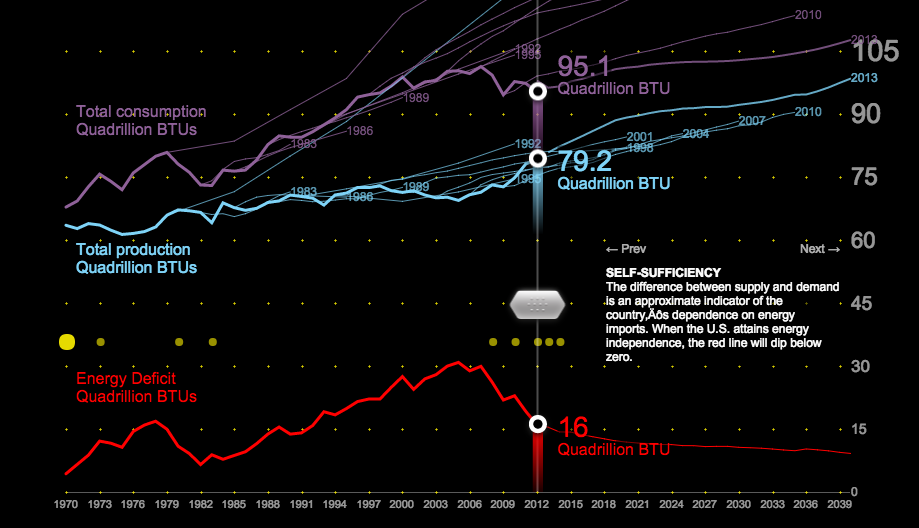 2010
2013
105
1992
1995
95.1
Quadrillion BTU
2013
1989
Total consumption
Quadrillion BTUs
90
2010
2007
1986
2004
2001
1983
1992
1998
79.2
Quadrillion BTU
75
1995
1983
1989
1986
Total production
Quadrillion BTUs
60
← Prev
Next →
SELF-SUFFICIENCY
The difference between supply and demand
is an approximate indicator of the
country‚Äôs dependence on energy
imports. When the U.S. attains energy
independence, the red line will dip below
zero.
45
30
Energy Deficit
Quadrillion BTUs
16
Quadrillion BTU
15
0
1970 1973 1976 1979 1982 1985 1988 1991 1994 1997 2000 2003 2006 2009 2012 2015 2018 2021 2024 2027 2030 2033 2036 2039